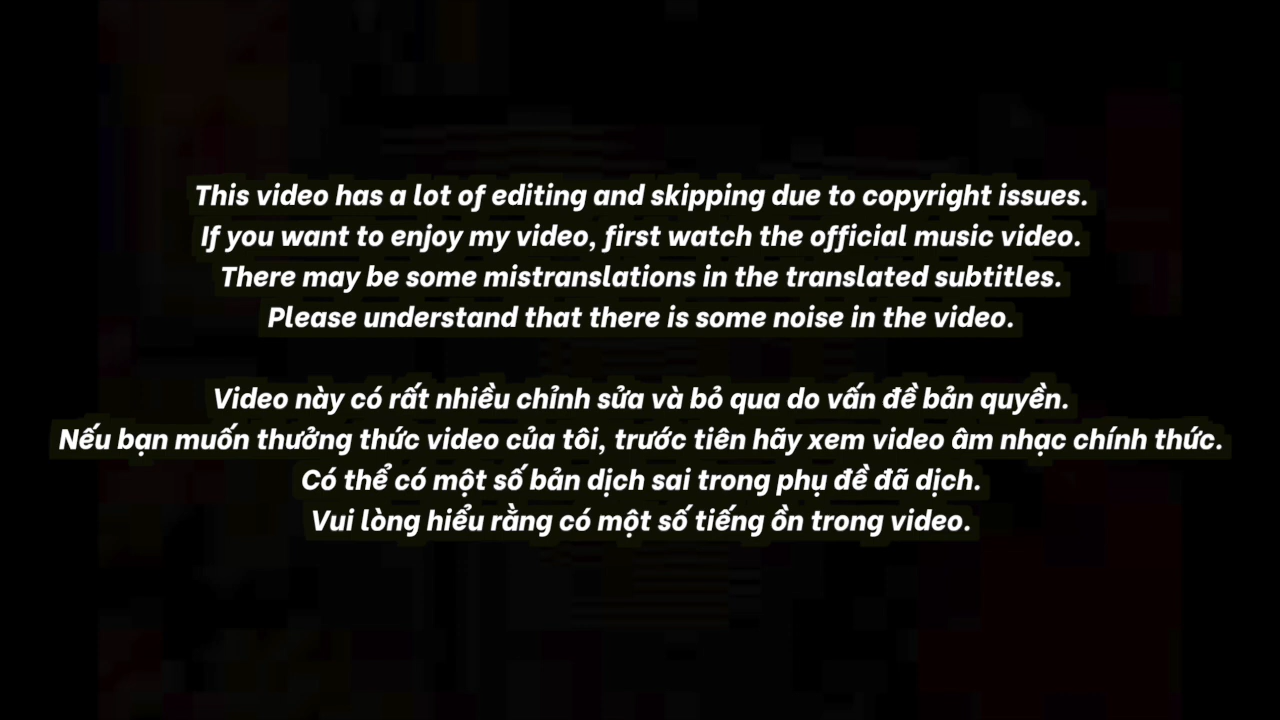 This video has a lot of editing and skipping due to copyright issues.
If you want to enjoy my video, first watch the official music video.
There may be some mistranslations in the translated subtitles.
Please understand that there is some noise in the video.
Video này có rất nhiều chỉnh sửa và bỏ qua do vấn đề bản quyền.
Nếu bạn muốn thưởng thức video của tôi, trước tiên hãy xem video âm nhạc chính thức.
Có thể có một số bản dịch sai trong phụ đề đã dịch.
Vui lòng hiểu rằng có một số tiếng ồn trong video.